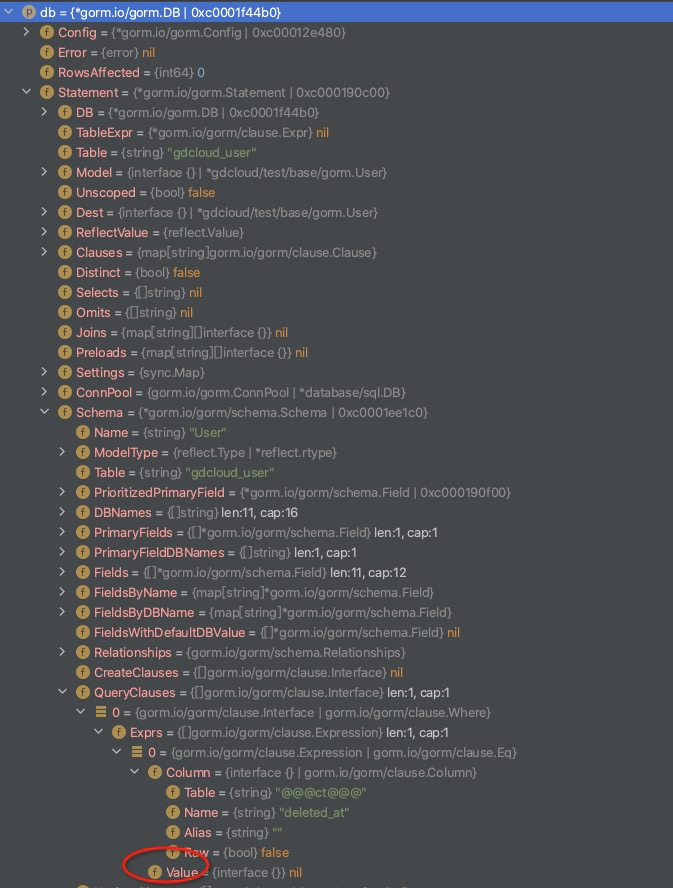 db = {*gorm.io/gorm.DB | 0xc0001f44b0}
Config = {*gorm.io/gorm.Config | 0xc00012e480}
Error = {error} nil
RowsAffected = {int64} 0
Statement = {*gorm.io/gorm.Statement | 0xc000190c00}
DB = {*gorm.io/gorm.DB | 0xc0001f44b0}
TableExpr = {*gorm.io/gorm/clause.Expr} nil
Table = {string} "gdcloud_user"
Model = {interface {} | *gdcloud/test/base/gorm.User}
Unscoped = {bool} false
Dest = {interface {} | *gdcloud/test/base/gorm.User}
ReflectValue = {reflect.Value}
Clauses = {map[string]gorm.io/gorm/clause.Clause}
Distinct = {bool} false
Selects = {[]string} nil
Omits = {[]string} nil
Joins = {map[string][]interface {}} nil
Preloads = {map[string][]interface {}} nil
Settings = {sync.Map}
ConnPool = {gorm.io/gorm.ConnPool | *database/sql.DB}
Schema = {*gorm.io/gorm/schema.Schema | 0xc0001ee1c0}
Name = {string} "User"
ModelType = {reflect.Type | *reflect.rtype}
Table = {string} "gdcloud_user"
PrioritizedPrimaryField = {*gorm.io/gorm/schema.Field | 0xc000190f00}
DBNames = {[]string} len:11, cap:16
PrimaryFields = {[]*gorm.io/gorm/schema.Field} len:1, cap:1
PrimaryFieldDBNames = {[]string} len:1, cap:1
Fields = {[]*gorm.io/gorm/schema.Field} len:11, cap:12
FieldsByName = {map[string]*gorm.io/gorm/schema.Field}
FieldsByDBName = {map[string]*gorm.io/gorm/schema.Field}
FieldsWithDefaultDBValue = {[]*gorm.io/gorm/schema.Field} nil
Relationships = {gorm.io/gorm/schema.Relationships}
CreateClauses = {[]gorm.io/gorm/clause.Interface} nil
QueryClauses = {[]gorm.io/gorm/clause.Interface} len:1, cap:1
0 = {gorm.io/gorm/clause.Interface | gorm.io/gorm/clause.Where}
Exprs = {[]gorm.io/gorm/clause.Expression} len:1, cap:1
0 = {gorm.io/gorm/clause.Expression | gorm.io/gorm/clause.Eq}
Column = {interface {} | gorm.io/gorm/clause.Column}
Table = {string} "@@@ct@@@"
Name = {string} "deleted_at"
Alias = {string} ""
Raw = {bool} false
Value = {interface {}} nil